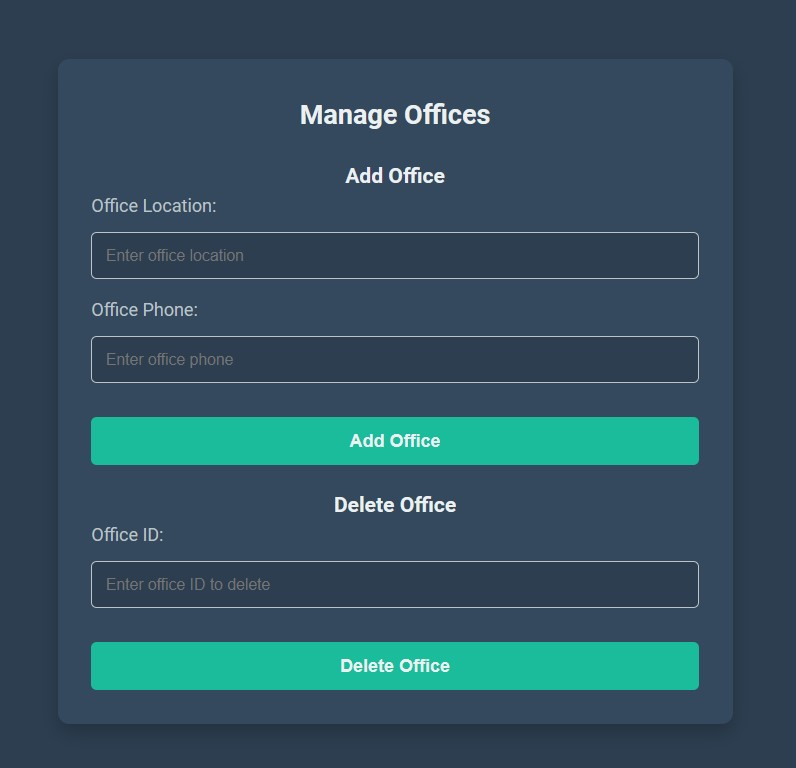 Manage Offices
Add Office
Office Location:
Enter office location
Office Phone:
Enter office phone
Add Office
Delete Office
Office ID:
Enter office ID to delete
Delete Office